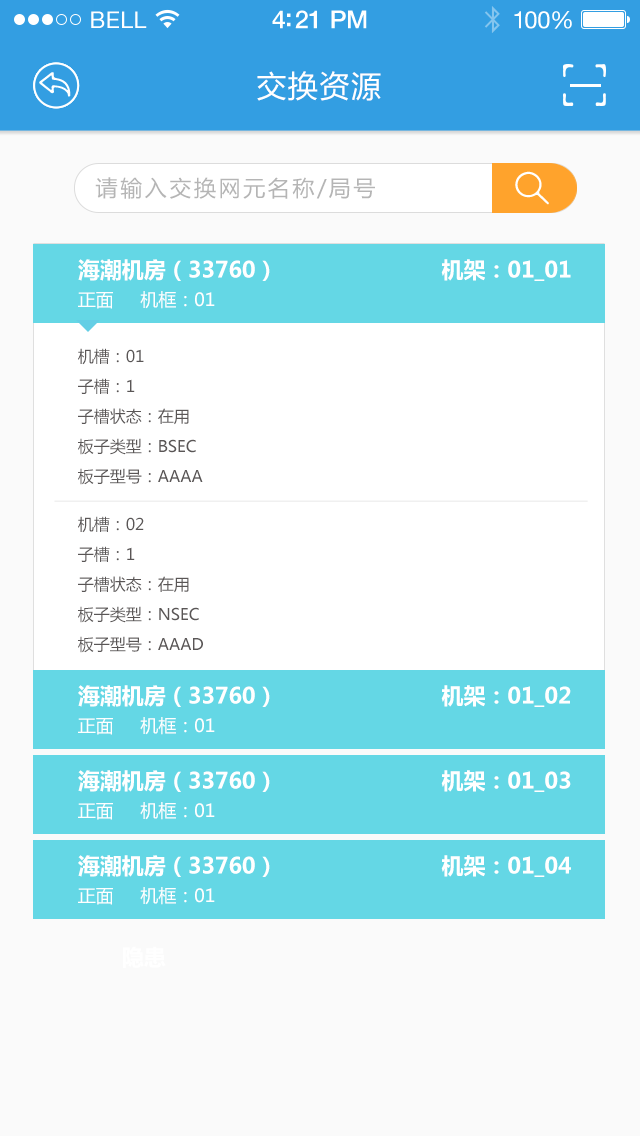 BELL 4:21 PM 100%
交换资源
请输入交换网元名称/局号
海潮机房（33760） 机架：01_01
正面 机框：01
机槽：01
子槽：1
子槽状态：在用
板子类型：BSEC
板子型号：AAAA
机槽：02
子槽：1
子槽状态：在用
板子类型：NSEC
板子型号：AAAD
海潮机房（33760） 机架：01_02
正面 机框：01
海潮机房（33760） 机架：01_03
正面 机框：01
海潮机房（33760） 机架：01_04
正面 机框：01
隐患